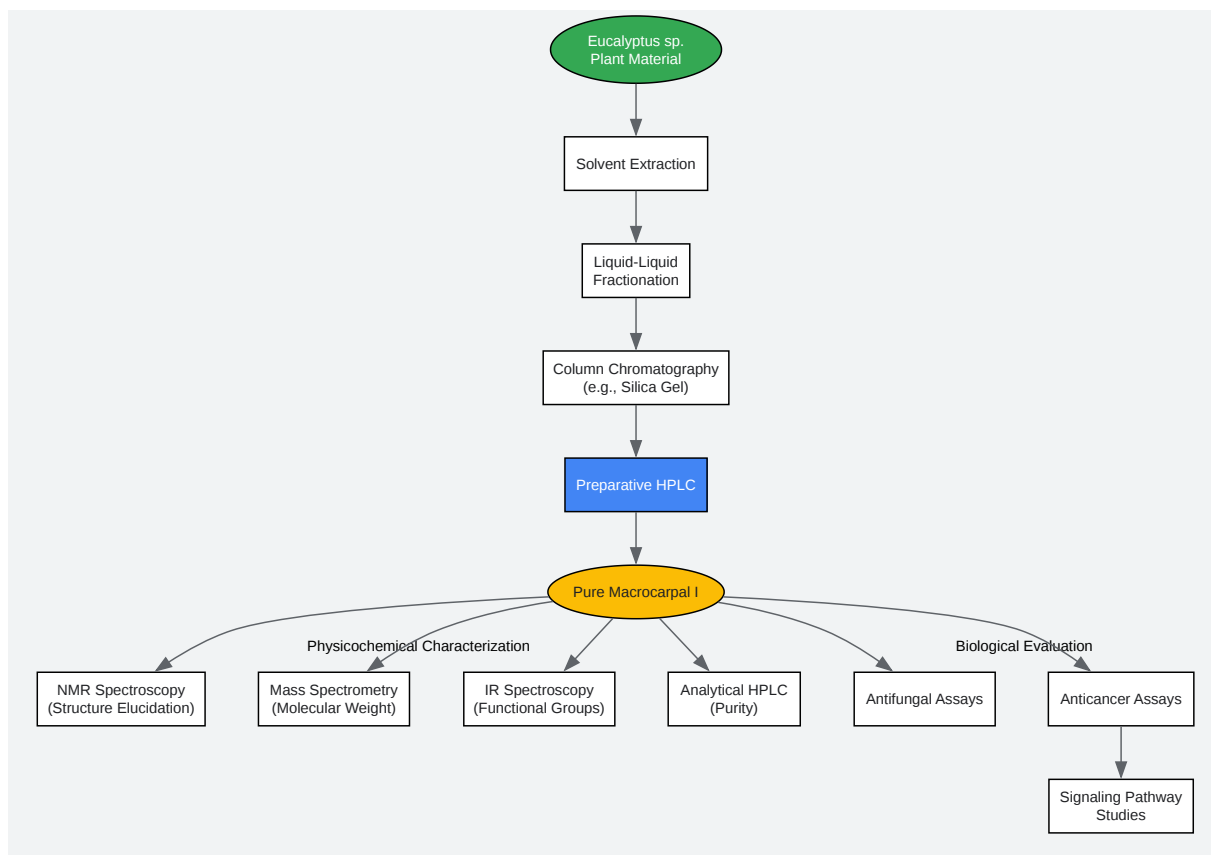 Eucalyptus sp.
Plant Material
Solvent Extraction
Liquid-Liquid
Fractionation
Column Chromatography
(e.g., Silica Gel)
Preparative HPLC
Pure Macrocarpal I
Physicochemical Characterization
Biological Evaluation
NMR Spectroscopy
(Structure Elucidation)
Mass Spectrometry
(Molecular Weight)
IR Spectroscopy
(Functional Groups)
Analytical HPLC
(Purity)
Antifungal Assays
Anticancer Assays
Signaling Pathway
Studies